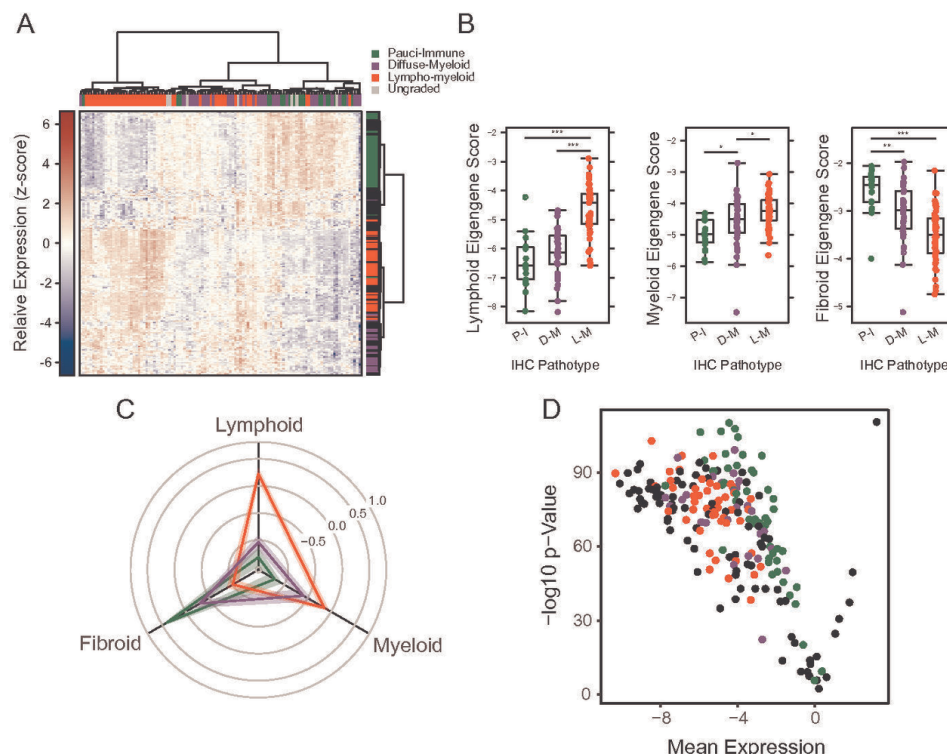 A
Pauci-Immune
Diffuse-Myeloid
Lympho-myeloid
Ungraded
Relaive Expression (z-score)
6
4
2
0
-2
-4
-6
B
Lymphoid Eigengene Score
-2
-3
-4
-5
-6
-7
-8
***
***
P-I
D-M
L-M
IHC Pathotype
Myeloid Eigengene Score
-2
-3
-4
-5
-6
-7
*
*
P-I
D-M
L-M
IHC Pathotype
Fibroid Eigengene Score
-2
-3
-4
-5
***
**
P-I
D-M
L-M
IHC Pathotype
C
Lymphoid
1.0
0.5
0.0
-0.5
Fibroid
Myeloid
D
-log10 p-Value
90
60
30
0
-8
-4
0
Mean Expression